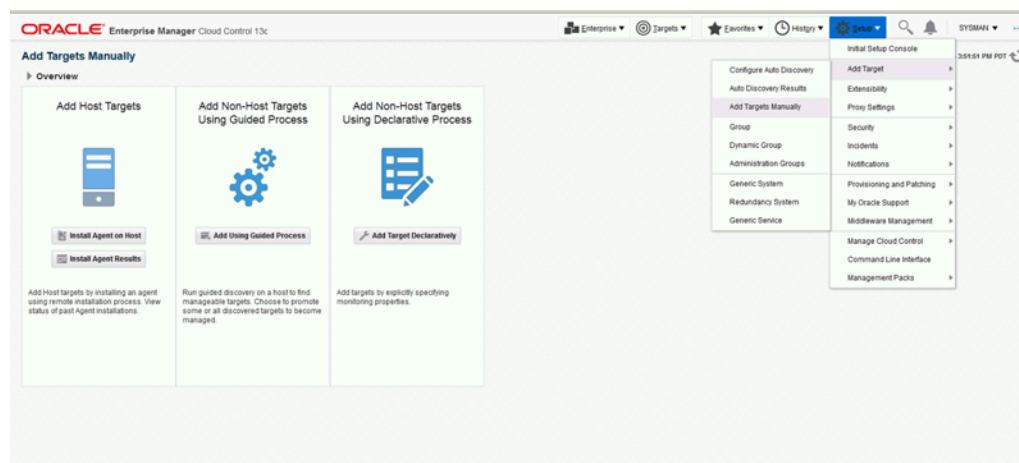 ORACLE Enterprise Manager Cloud Control 13c
Enterprise Targets Favorites History Setup SYSMAN
Add Targets Manually
3:51:51 PM PDT
Overview
Add Host Targets
Install Agent on Host
Install Agent Results
Add Host targets by installing an agent
using remote installation process. View
status of past Agent installations.
Add Non-Host Targets
Using Guided Process
Add Using Guided Process
Run guided discovery on a host to find
manageable targets. Choose to promote
some or all discovered targets to become
managed.
Add Non-Host Targets
Using Declarative Process
Add Target Declaratively
Add targets by explicitly specifying
monitoring properties.
Configure Auto Discovery
Auto Discovery Results
Add Targets Manually
Group
Dynamic Group
Administration Groups
Generic System
Redundancy System
Generic Service
Initial Setup Console
Add Target
Extensibility
Proxy Settings
Security
Incidents
Notifications
Provisioning and Patching
My Oracle Support
Middleware Management
Manage Cloud Control
Command Line Interface
Management Packs